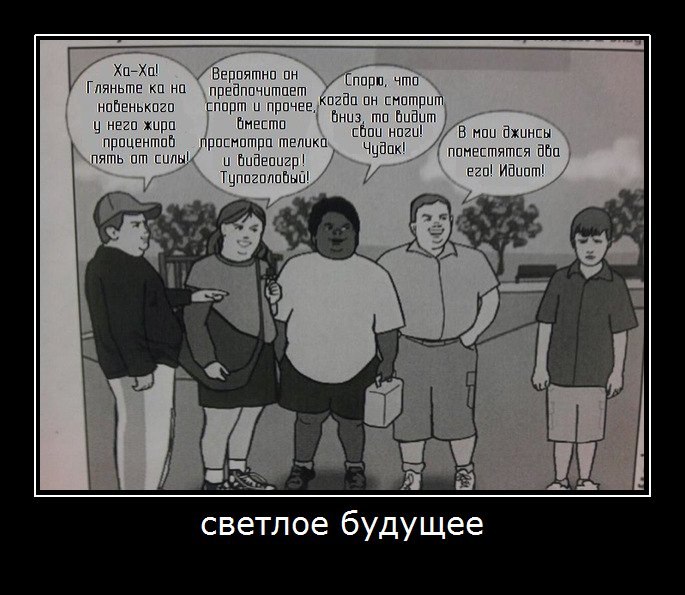 Ха-Ха!
Гляньте ка на
новенького
у него жира
процентов
пять от силы!
Вероятно он
предпочитает
спорт и прочее,
вместо
просмотра телика
и видеоигр!
Тупоголовый!
Спорю, что
когда он смотрит
вниз, то видит
свои ноги!
Чудак!
В мои джинсы
поместятся два
его! Идиот!
светлое будущее